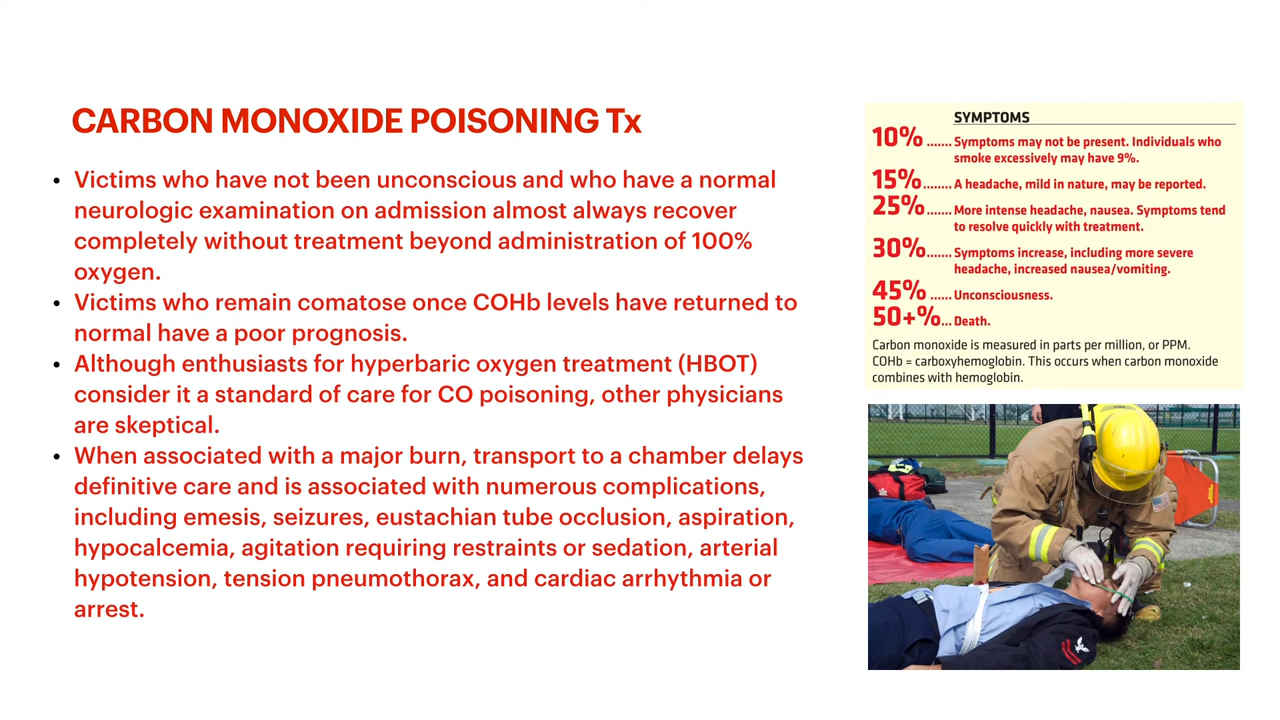 CARBON MONOXIDE POISONING Tx
• Victims who have not been unconscious and who have a normal
neurologic examination on admission almost always recover
completely without treatment beyond administration of 100%
oxygen.
• Victims who remain comatose once COHb levels have returned to
normal have a poor prognosis.
• Although enthusiasts for hyperbaric oxygen treatment (HBOT)
consider it a standard of care for CO poisoning, other physicians
are skeptical.
• When associated with a major burn, transport to a chamber delays
definitive care and is associated with numerous complications,
including emesis, seizures, eustachian tube occlusion, aspiration,
hypocalcemia, agitation requiring restraints or sedation, arterial
hypotension, tension pneumothorax, and cardiac arrhythmia or
arrest.
SYMPTOMS
10% ....... Symptoms may not be present. Individuals who
smoke excessively may have 9%.
15% ........ A headache, mild in nature, may be reported.
25% ....... More intense headache, nausea. Symptoms tend
to resolve quickly with treatment.
30% ....... Symptoms increase, including more severe
headache, increased nausea/vomiting.
45% ...... Unconsciousness.
50+% ... Death.
Carbon monoxide is measured in parts per million, or PPM.
COHb = carboxyhemoglobin. This occurs when carbon monoxide
combines with hemoglobin.